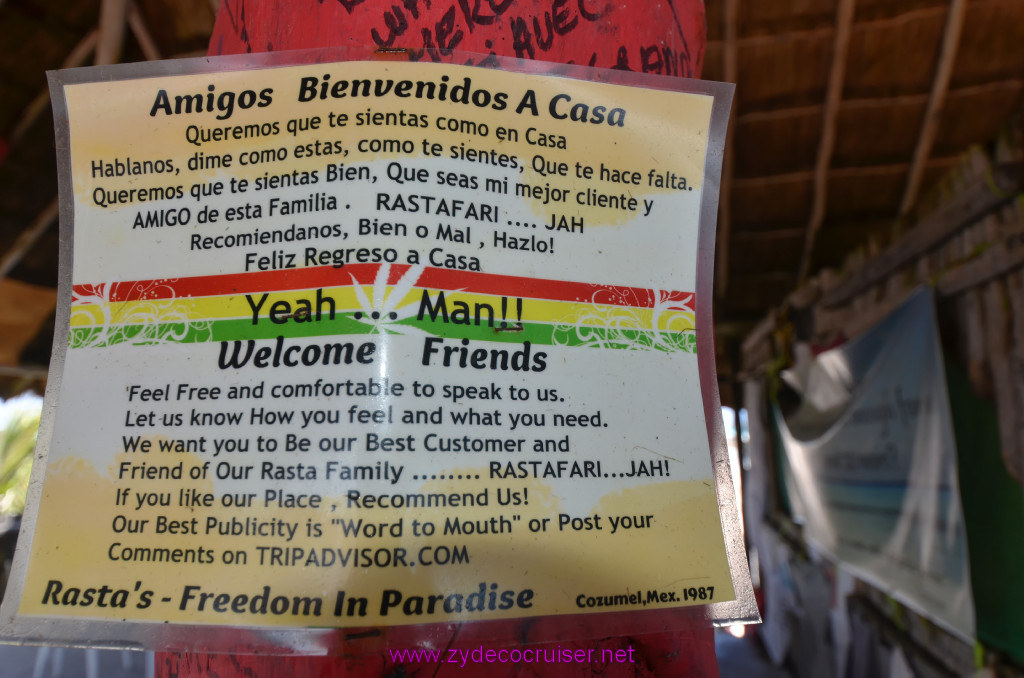 Amigos Bienvenidos A Casa
Queremos que te sientas como en Casa
Hablanos, dime como estas, como te sientes, Que te hace falta.
Queremos que te sientas Bien, Que seas mi mejor cliente y
AMIGO de esta Familia . RASTAFARI .... JAH
Recomiendanos, Bien o Mal , Hazlo!
Feliz Regreso a Casa
Yeah ... Man!!
Welcome Friends
'Feel Free and comfortable to speak to us.
Let us know How you feel and what you need.
We want you to Be our Best Customer and
Friend of Our Rasta Family ........ RASTAFARI...JAH!
If you like our Place , Recommend Us!
Our Best Publicity is "Word to Mouth" or Post your
Comments on TRIPADVISOR.COM
Rasta's - Freedom In Paradise
Cozumel,Mex. 1987
www.zydecocruiser.net